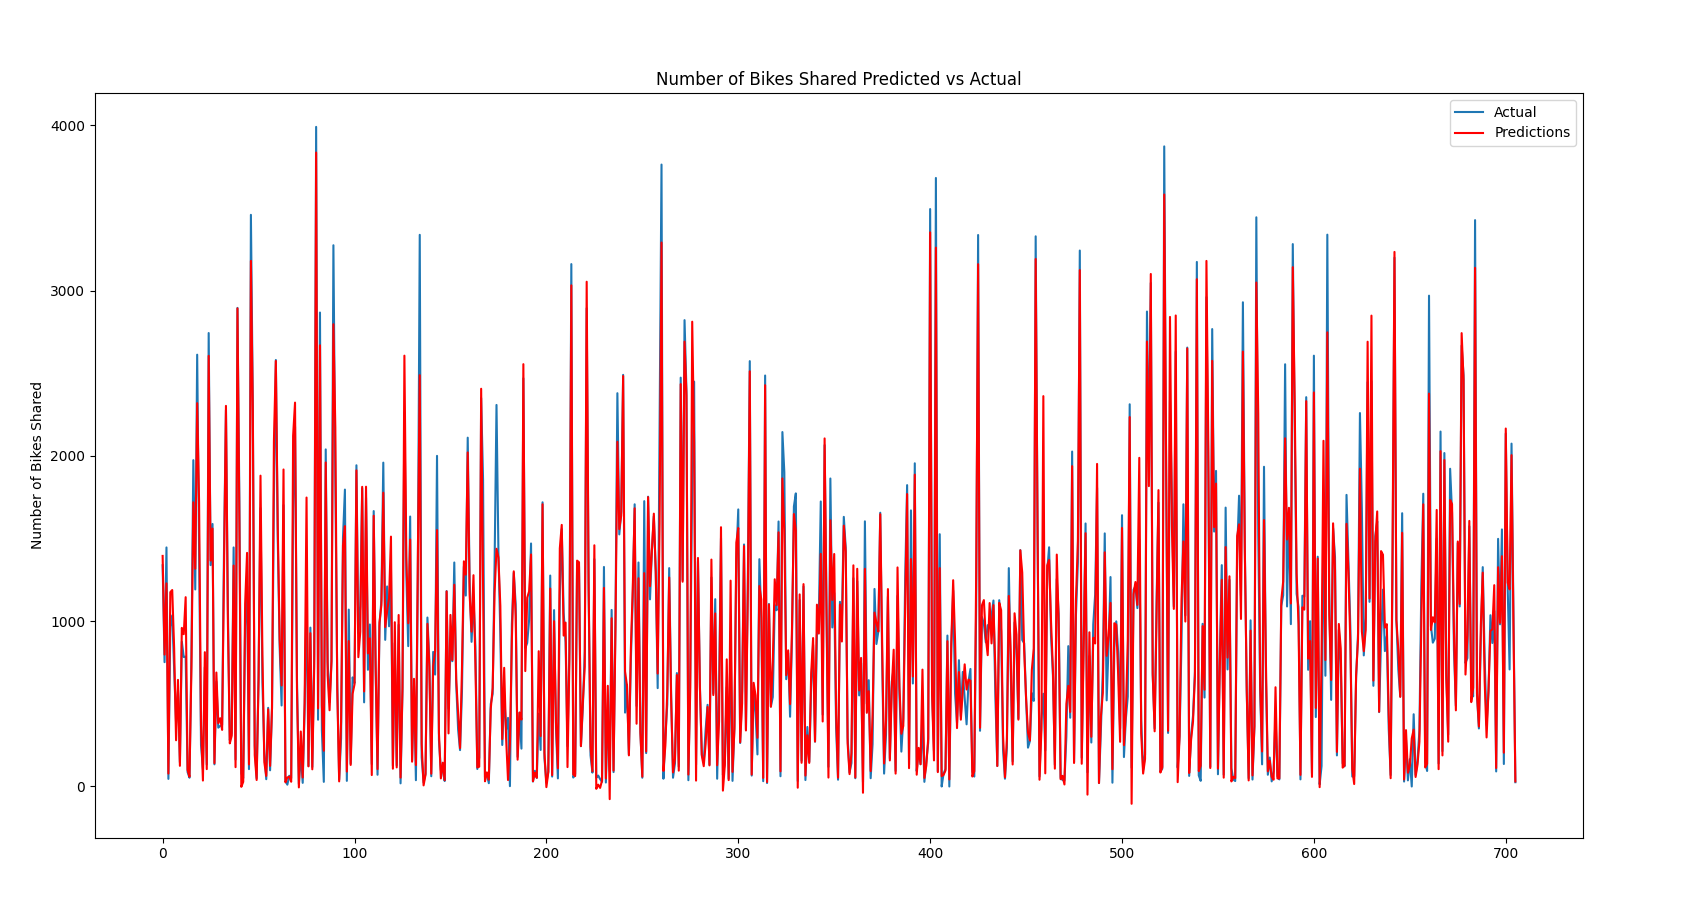 Number of Bikes Shared Predicted vs Actual
Actual
Predictions
Number of Bikes Shared
4000
3000
2000
1000
0
0 100 200 300 400 500 600 700